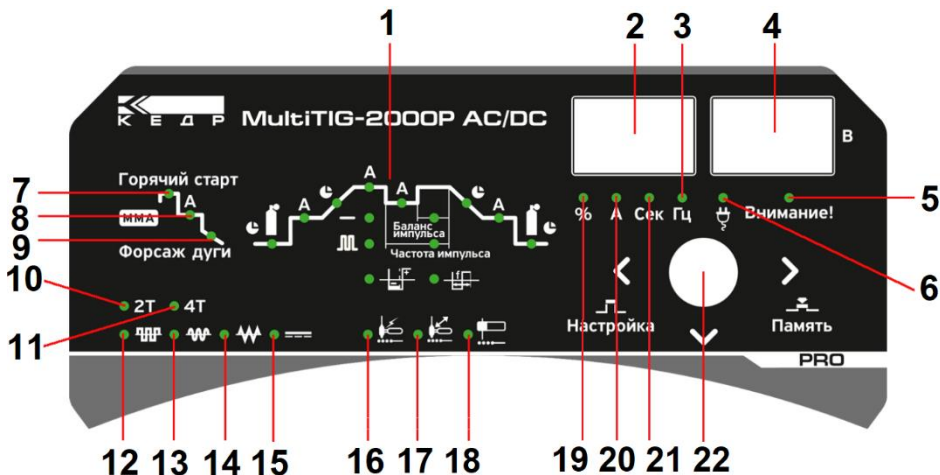 1 2 3 4
КЕДР MultiTIG-2000P AC/DC В
7 Горячий старт A
8 MMA A A A A % А Сек Гц Внимание! 5
9 Форсаж дуги Баланс импульса
Частота импульса 6
10 2T 4T
11 Настройка Память
PRO
12 13 14 15 16 17 18 19 20 21 22